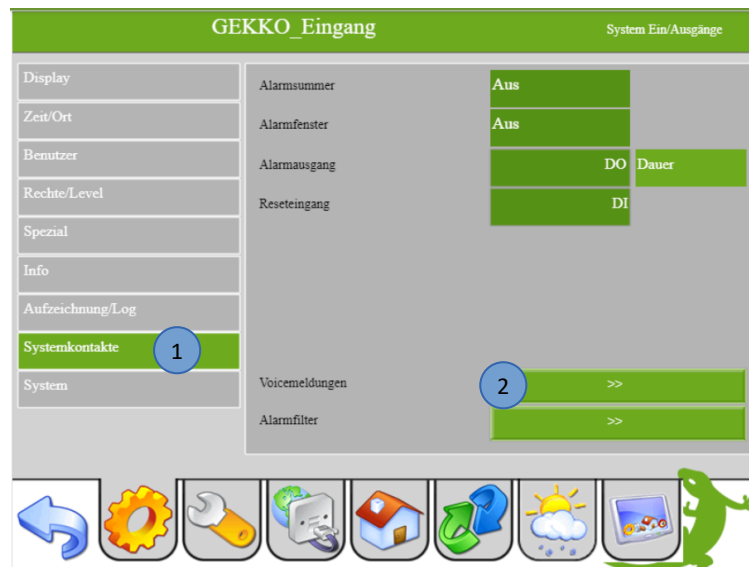 GEKKO_Eingang
System Ein/Ausgänge
Display
Zeit/Ort
Benutzer
Rechte/Level
Spezial
Info
Aufzeichnung/Log
Systemkontakte 1
System
Alarmsummer Aus
Alarmfenster Aus
Alarmausgang DO Dauer
Reseteingang DI
Voicemeldungen 2 >>
Alarmfilter >>